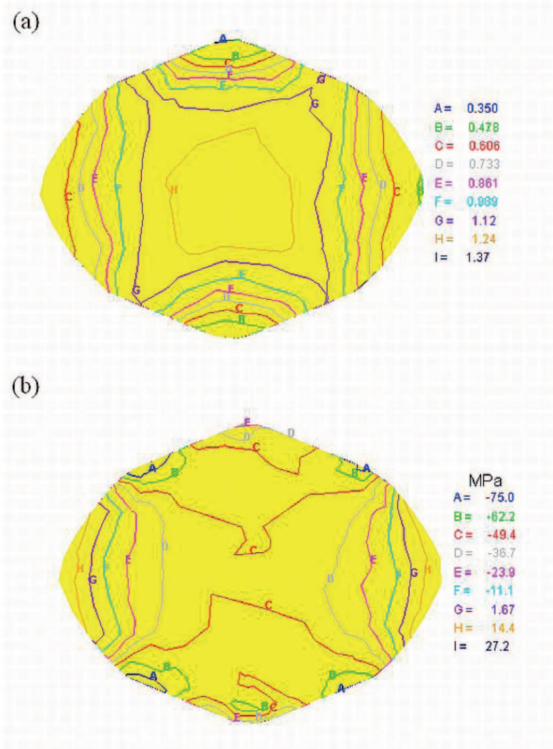 (a)
A
B
C
D
E
F
G
G
A = 0.350
B = 0.478
C = 0.606
D = 0.733
E = 0.861
F = 0.989
G = 1.12
H = 1.24
I = 1.37
C D E F H F E D C B
G
F
E
D
C
B
(b)
E
D
D
C
A
B
B
A
MPa
A = -75.0
B = -62.2
C = -49.4
D = -36.7
E = -23.9
F = -11.1
G = 1.67
H = 14.4
I = 27.2
C
D
H G F E D E F G H
C
B
A
D
A
B
C
E
D